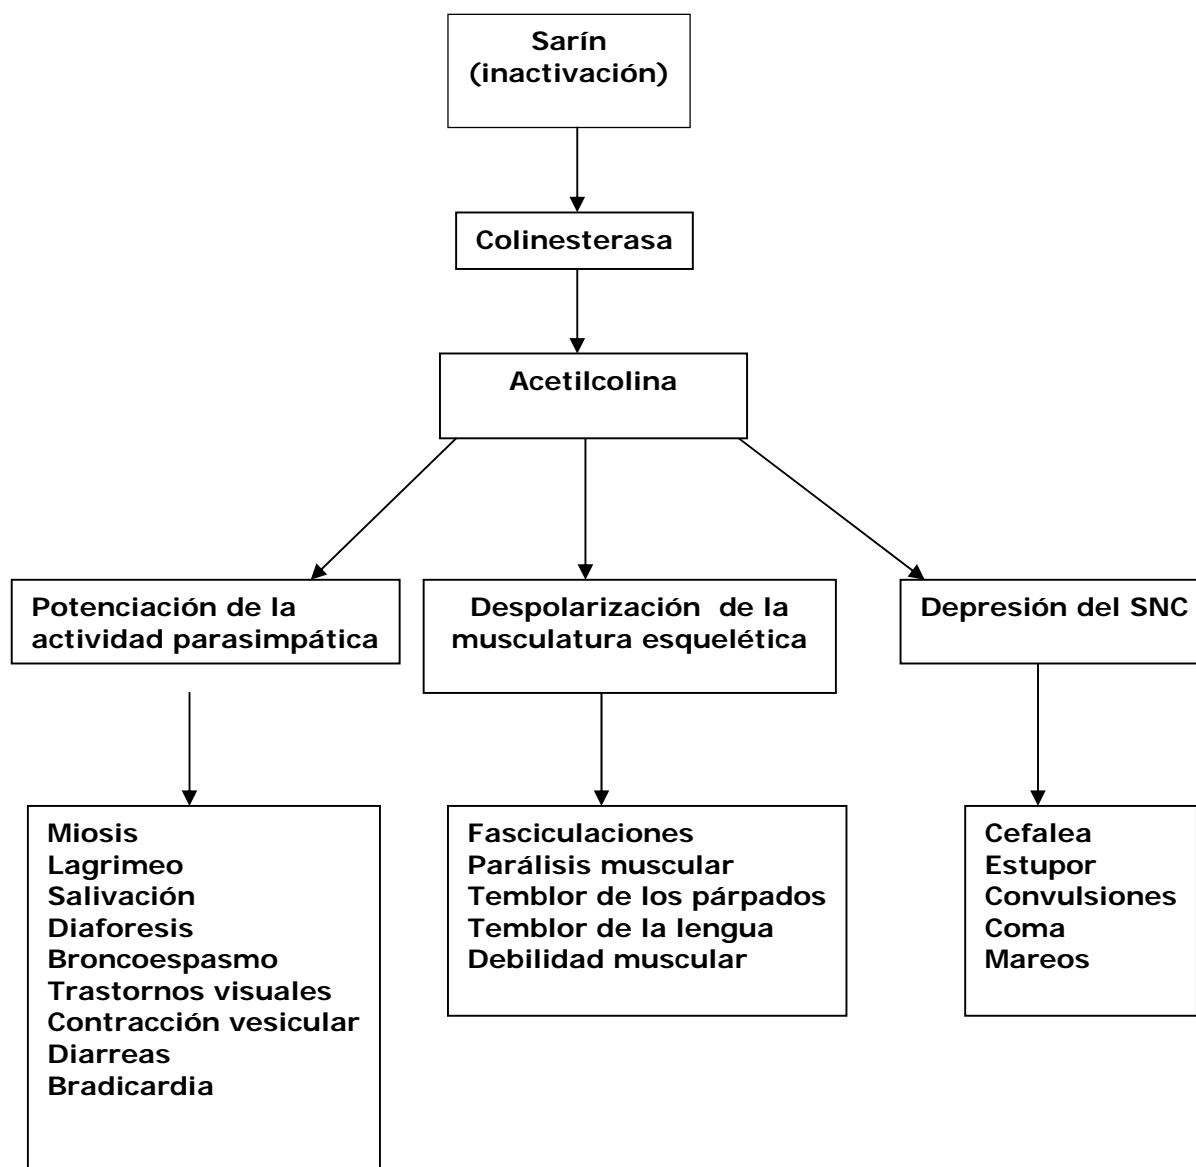 Sarín
(inactivación)
Colinesterasa
Acetilcolina
Potenciación de la
actividad parasimpática
Despolarización de la
musculatura esquelética
Depresión del SNC
Miosis
Lagrimeo
Salivación
Diaforesis
Broncoespasmo
Trastornos visuales
Contracción vesicular
Diarreas
Bradicardia
Fasciculaciones
Parálisis muscular
Temblor de los párpados
Temblor de la lengua
Debilidad muscular
Cefalea
Estupor
Convulsiones
Coma
Mareos